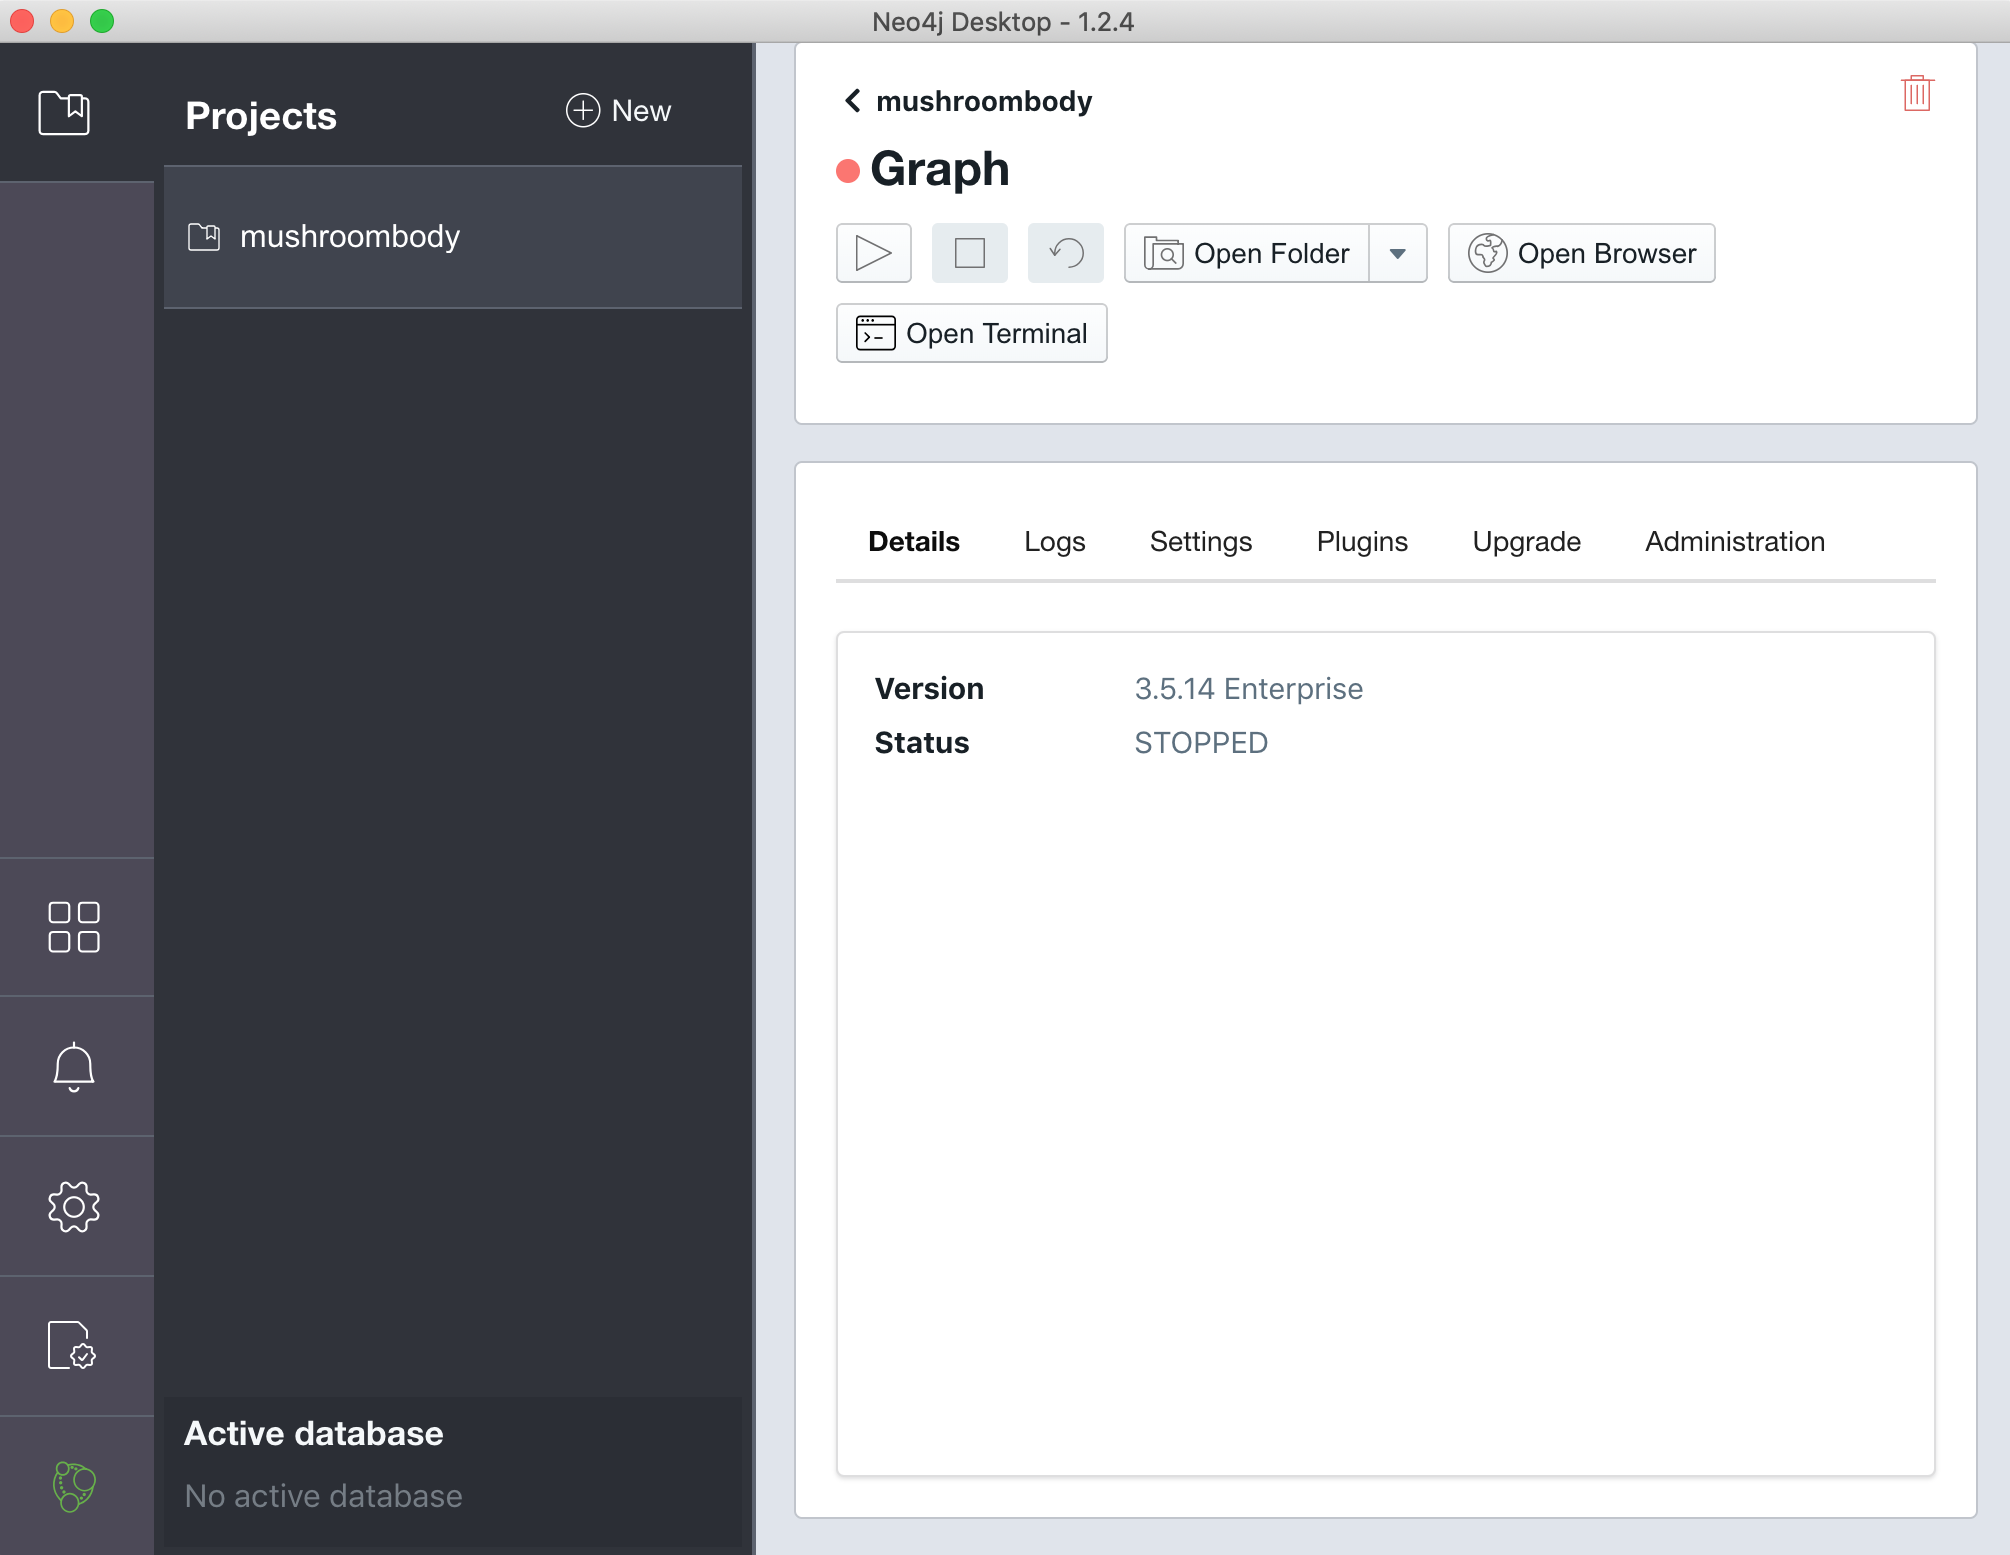 Neo4j Desktop - 1.2.4
Projects
New
mushroombody
Active database
No active database
mushroombody
Graph
Open Folder
Open Browser
Open Terminal
Details Logs Settings Plugins Upgrade Administration
Version 3.5.14 Enterprise
Status STOPPED